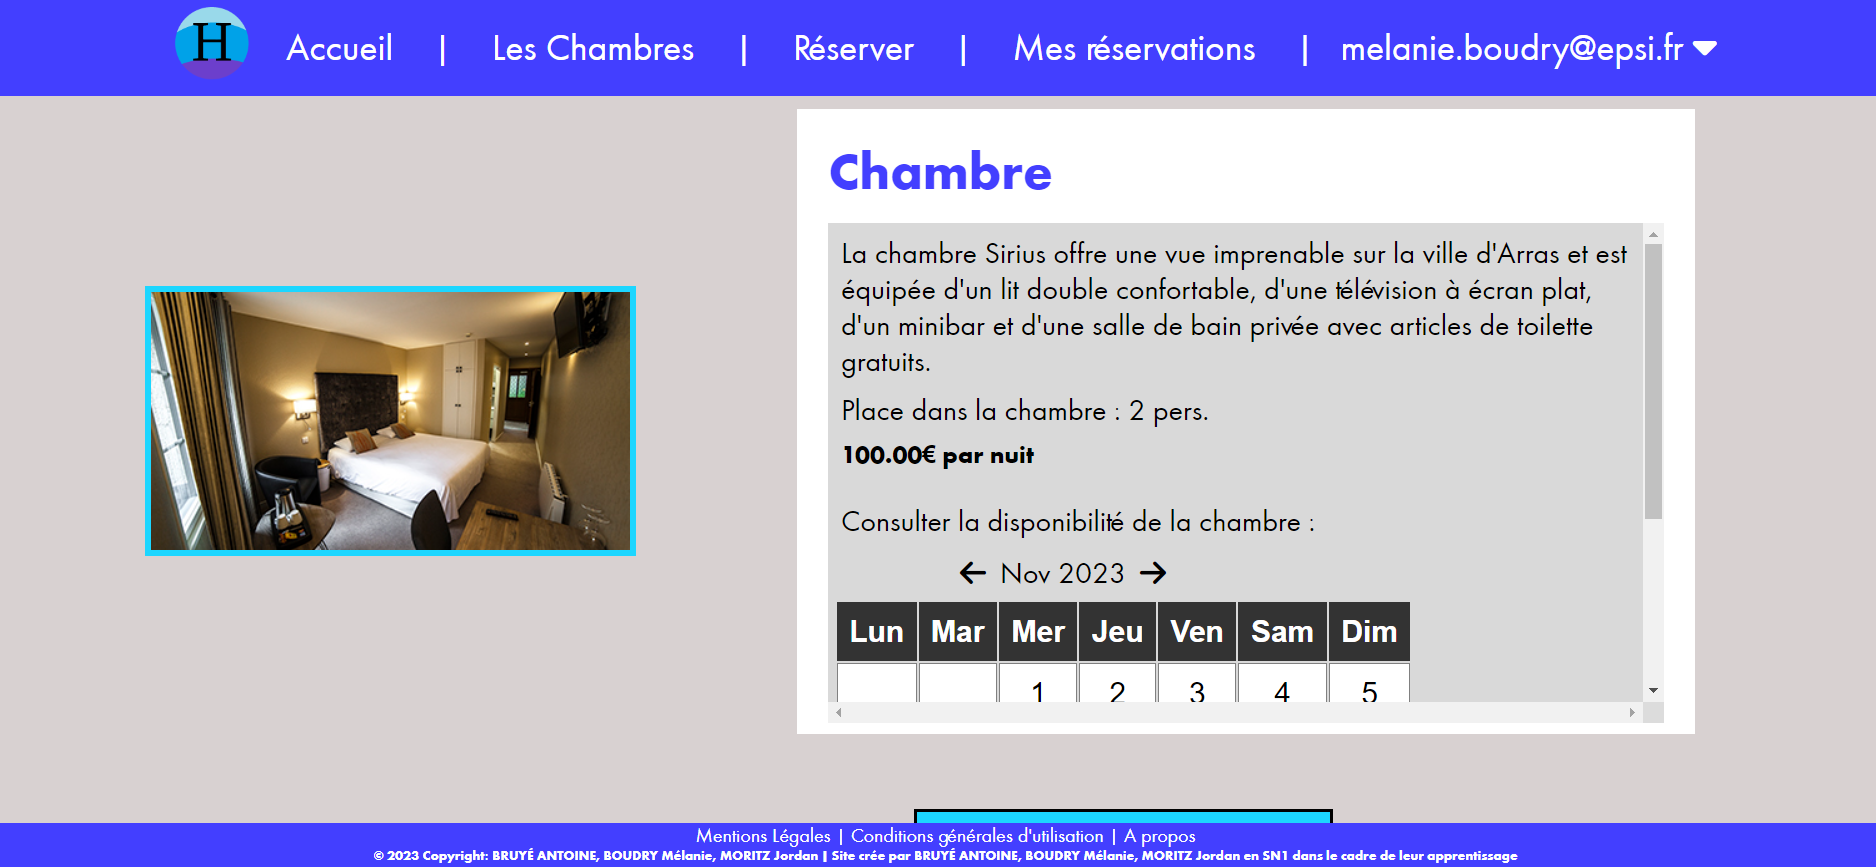 H Accueil | Les Chambres | Réserver | Mes réservations | melanie.boudry@epsi.fr
Chambre
La chambre Sirius offre une vue imprenable sur la ville d'Arras et est
équipée d'un lit double confortable, d'une télévision à écran plat,
d'un minibar et d'une salle de bain privée avec articles de toilette
gratuits.
Place dans la chambre : 2 pers.
100.00€ par nuit
Consulter la disponibilité de la chambre :
Nov 2023
Lun Mar Mer Jeu Ven Sam Dim
1 2 3 4 5
Mentions Légales | Conditions générales d'utilisation | A propos
© 2023 Copyright: BRUYÉ ANTOINE, BOUDRY Mélanie, MORITZ Jordan | Site crée par BRUYÉ ANTOINE, BOUDRY Mélanie, MORITZ Jordan en SN1 dans le cadre de leur apprentissage